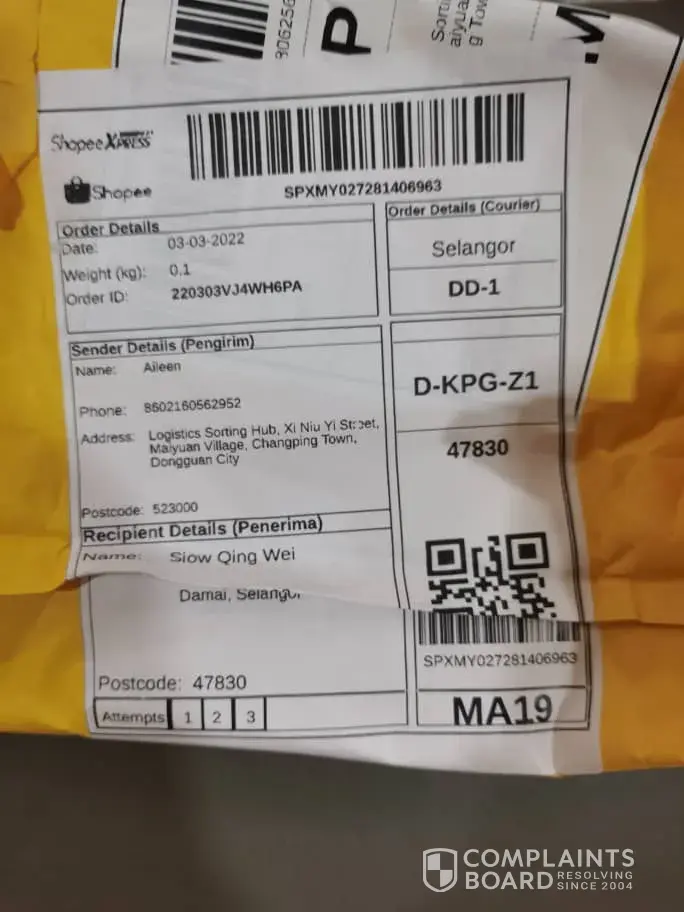 P
Shopee XPRESS
Shopee
SPXMY027281406963
Order Details
Date: 03-03-2022
Weight (kg): 0.1
Order ID: 220303VJ4WH6PA
Order Details (Courier)
Selangor
DD-1
Sender Details (Pengirim)
Name: Aileen
Phone: 8602160562952
Address: Logistics Sorting Hub, Xi Niu Yi Street,
Maiyuan Village, Changping Town,
Dongguan City
Postcode: 523000
D-KPG-Z1
47830
Recipient Details (Penerima)
Name: Siow Qing Wei
Damai, Selangor
Postcode: 47830
Attempts 1 2 3
SPXMY027281406963
MA19
COMPLAINTS
BOARD RESOLVING
SINCE 2004